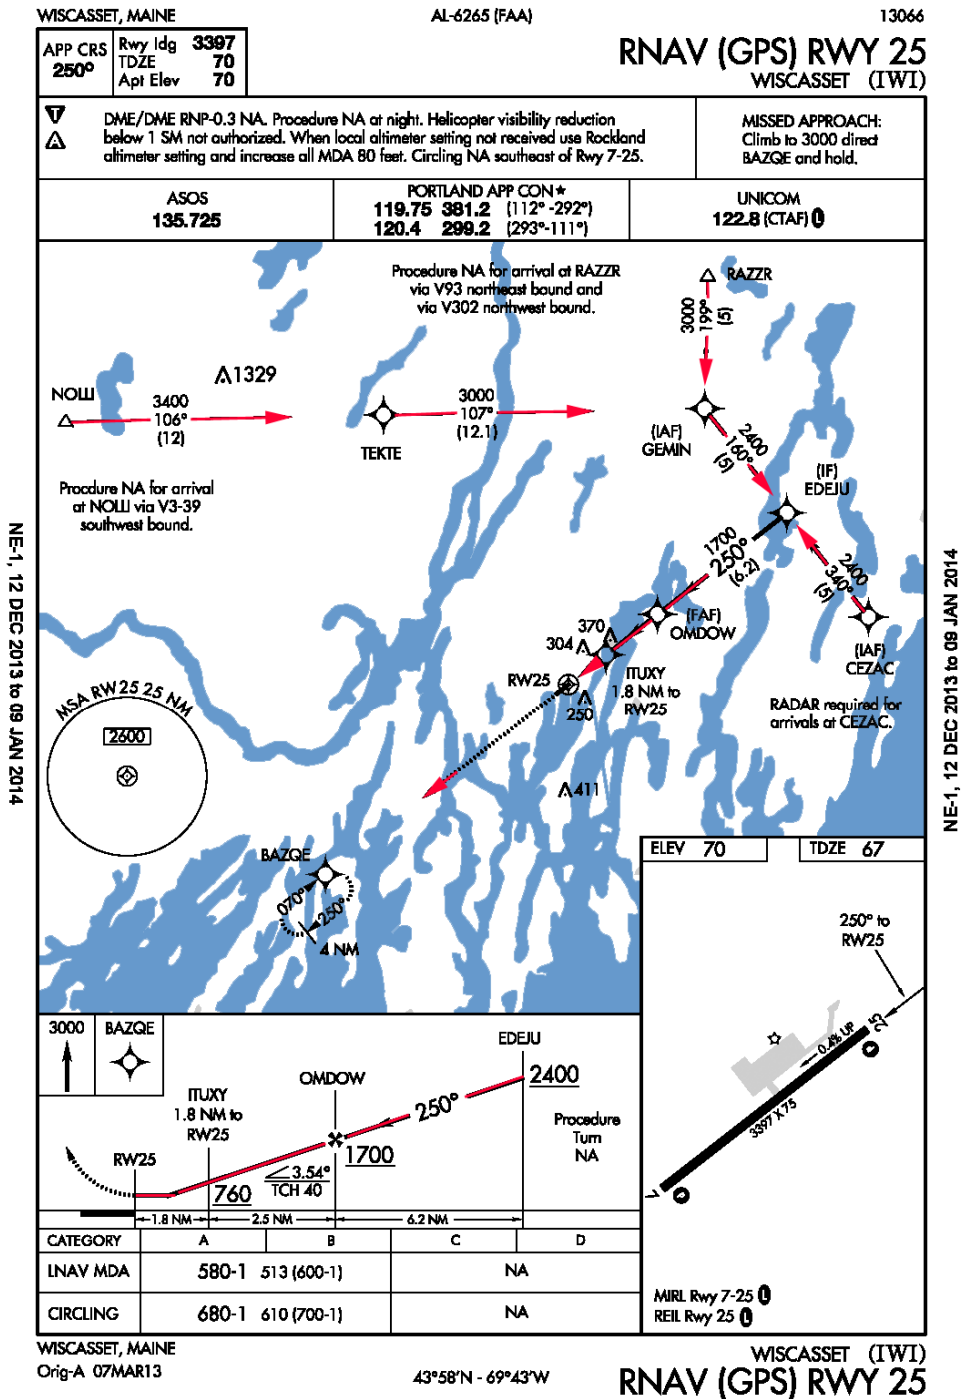 WISCASSET, MAINE
AL-6265 (FAA)
13066
APP CRS
250°
Rwy ldg 3397
TDZE 70
Apt Elev 70
RNAV (GPS) RWY 25
WISCASSET (IWI)
T
A
DME/DME RNP-0.3 NA. Procedure NA at night. Helicopter visibility reduction
below 1 SM not authorized. When local altimeter setting not received use Rockland
altimeter setting and increase all MDA 80 feet. Circling NA southeast of Rwy 7-25.
MISSED APPROACH:
Climb to 3000 direct
BAZQE and hold.
ASOS
135.725
PORTLAND APP CON★
119.75 381.2 (112°-292°)
120.4 299.2 (293°-111°)
UNICOM
122.8 (CTAF) L
Procedure NA for arrival at RAZZR
via V93 northeast bound and
via V302 northwest bound.
RAZZR
3000
199°
(5)
1329
NOLLI
3400
106°
(12)
3000
107°
(12.1)
TEKTE
(IAF)
GEMIN
2400
160°
(5)
(IF)
EDEJU
Procdure NA for arrival
at NOLLI via V3-39
southwest bound.
1700
250°
(6.2)
2400
340°
(5)
(FAF)
OMDOW
(IAF)
CEZAC
370
304
ITUXY
1.8 NM to
RW25
RW25
250
RADAR required for
arrivals at CEZAC.
MSA RW25 25 NM
2600
411
BAZQE
070°
250°
4 NM
NE-1, 12 DEC 2013 to 09 JAN 2014
NE-1, 12 DEC 2013 to 09 JAN 2014
ELEV 70
TDZE 67
250° to
RW25
25
0.4% UP
3397 X 75
7
MIRL Rwy 7-25 L
REIL Rwy 25 L
3000
BAZQE
EDEJU
OMDOW
ITUXY
1.8 NM to
RW25
RW25
2400
250°
1700
3.54°
TCH 40
760
Procedure
Turn
NA
1.8 NM
2.5 NM
6.2 NM
CATEGORY A B C D
LNAV MDA 580-1 513 (600-1) NA
CIRCLING 680-1 610 (700-1) NA
WISCASSET, MAINE
Orig-A 07MAR13
43°58'N - 69°43'W
WISCASSET (IWI)
RNAV (GPS) RWY 25